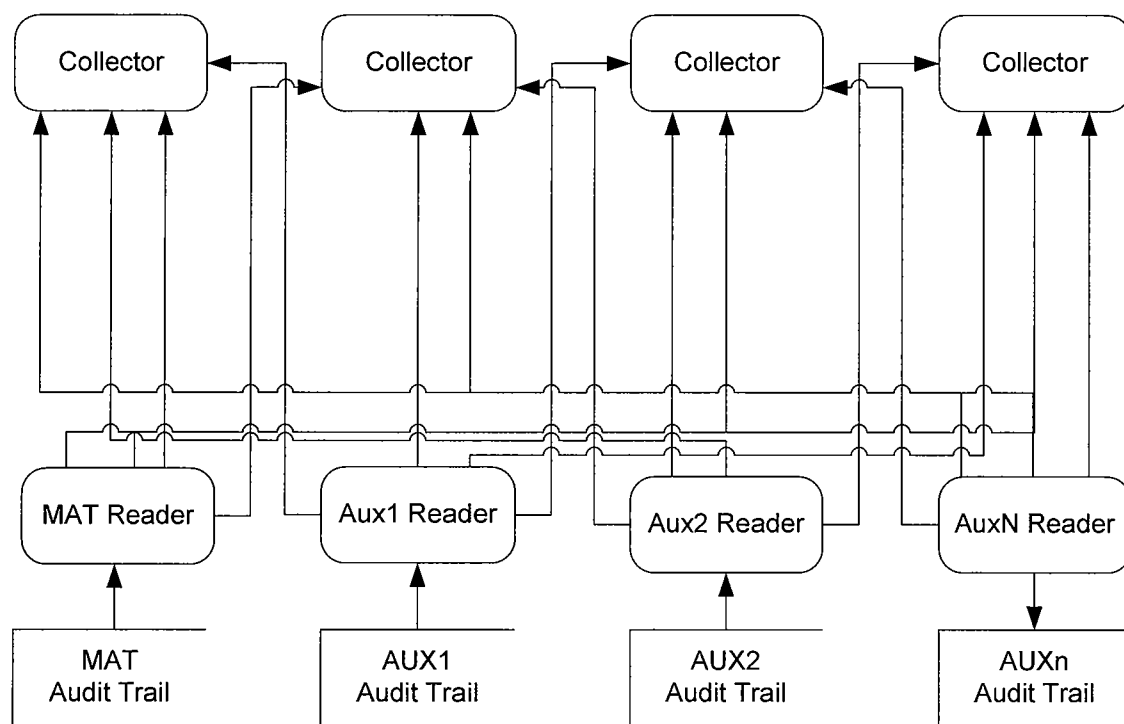 Collector
Collector
Collector
Collector
MAT Reader
Aux1 Reader
Aux2 Reader
AuxN Reader
MAT
Audit Trail
AUX1
Audit Trail
AUX2
Audit Trail
AUXn
Audit Trail